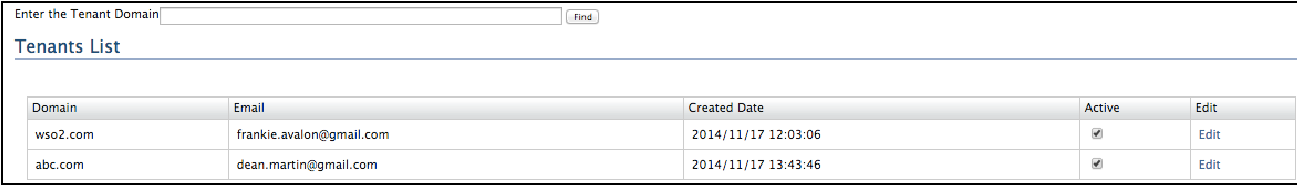 Enter the Tenant Domain Find
Tenants List
Domain Email Created Date Active Edit
wso2.com frankie.avalon@gmail.com 2014/11/17 12:03:06 Edit
abc.com dean.martin@gmail.com 2014/11/17 13:43:46 Edit